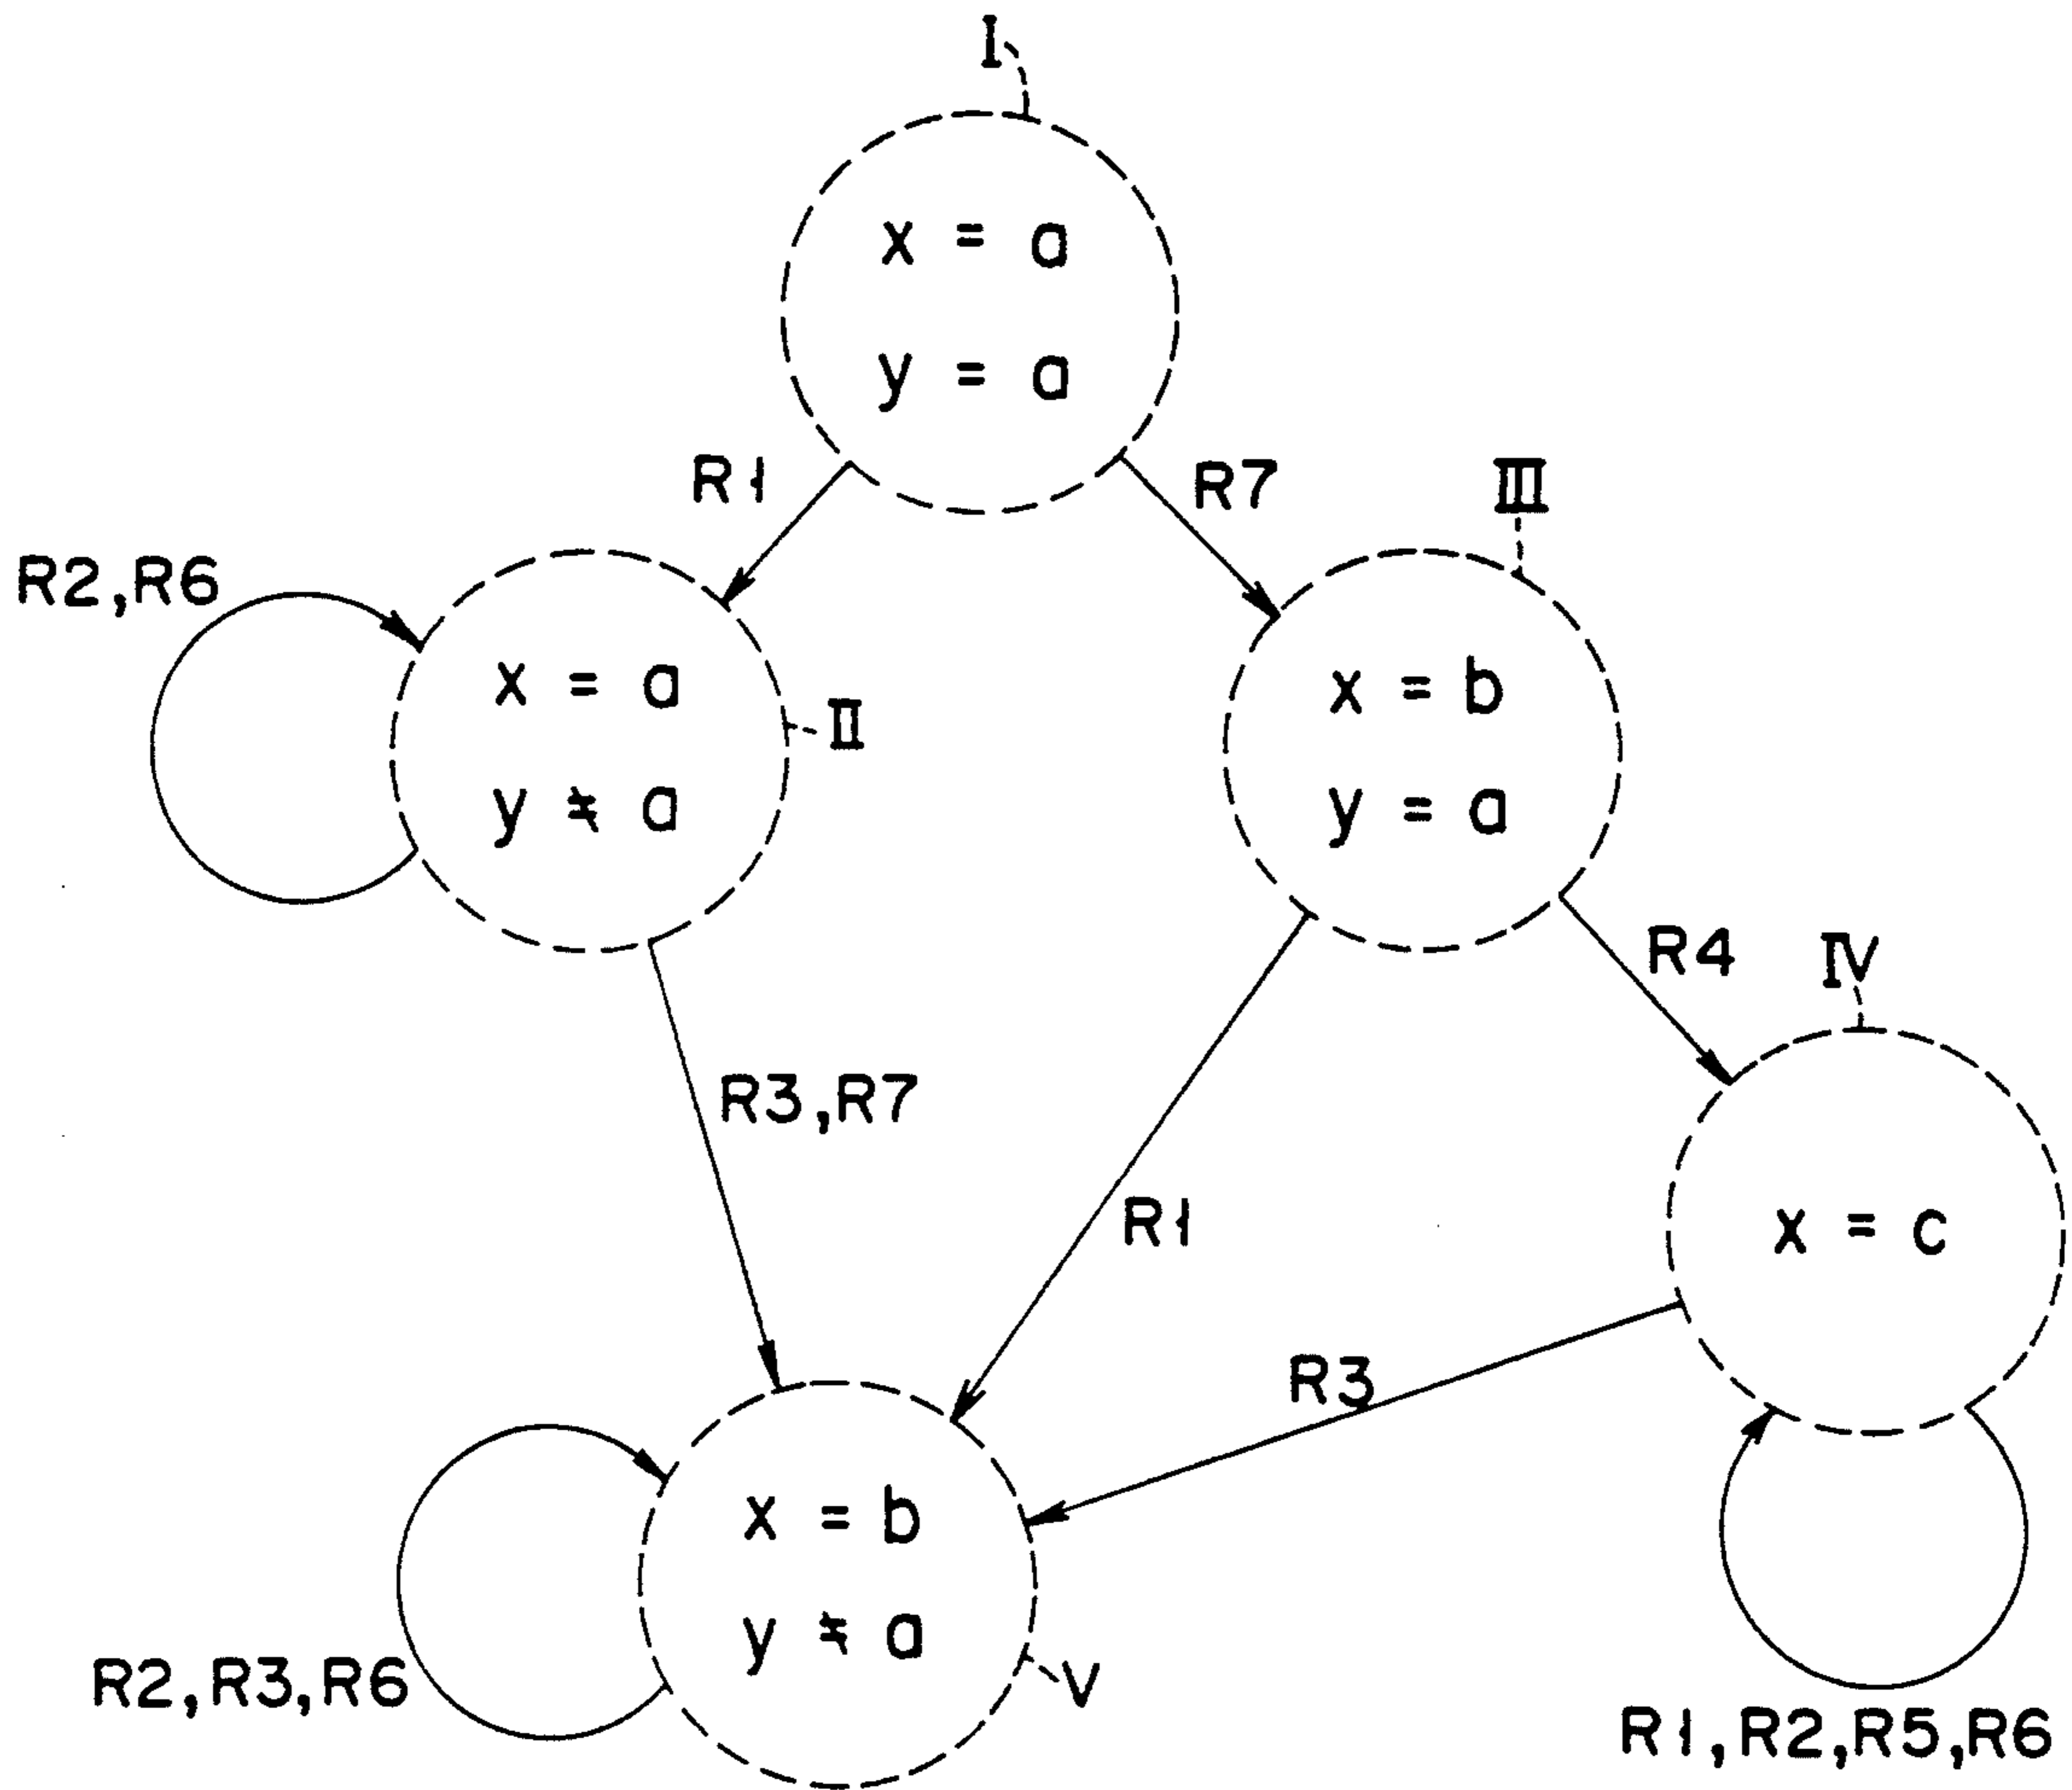 I
x = a
y = a
R1
R7
III
R2,R6
x = a
y ≠ a
II
x = b
y = a
R4
IV
R3,R7
R1
x = c
R3
x = b
y ≠ a
V
R2,R3,R6
R1,R2,R5,R6